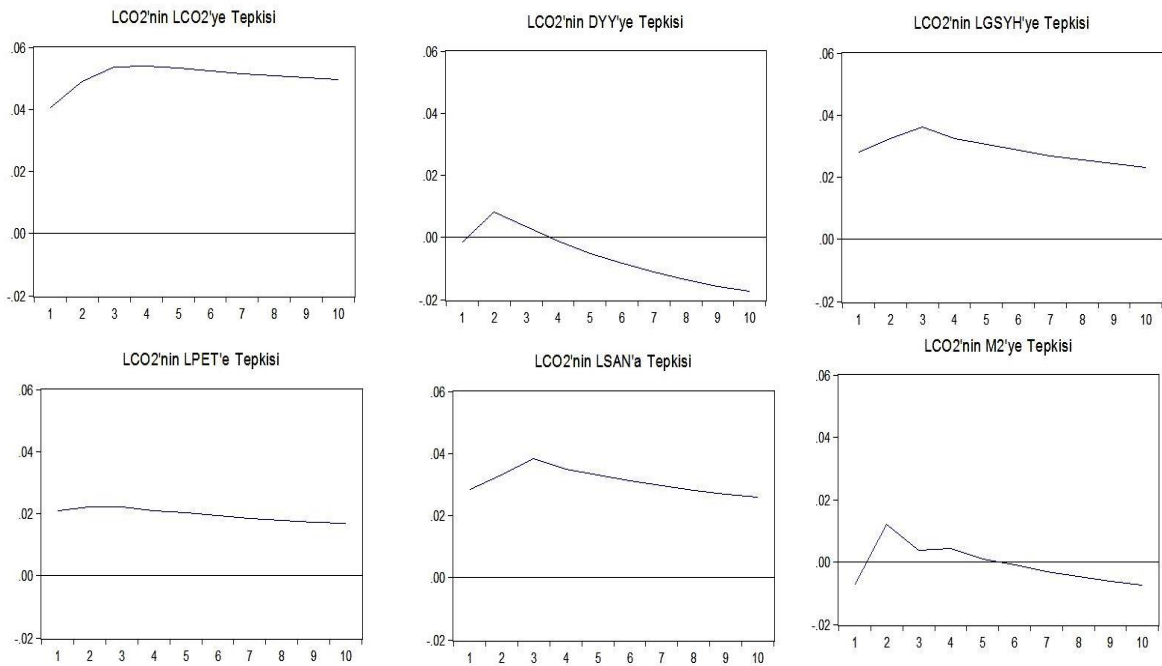 LCO2'nin LCO2'ye Tepkisi
.06
.04
.02
.00
-.02
1 2 3 4 5 6 7 8 9 10
LCO2'nin DYY'ye Tepkisi
.06
.04
.02
.00
-.02
1 2 3 4 5 6 7 8 9 10
LCO2'nin LGSYH'ye Tepkisi
.06
.04
.02
.00
-.02
1 2 3 4 5 6 7 8 9 10
LCO2'nin LPET'e Tepkisi
.06
.04
.02
.00
-.02
1 2 3 4 5 6 7 8 9 10
LCO2'nin LSAN'a Tepkisi
.06
.04
.02
.00
-.02
1 2 3 4 5 6 7 8 9 10
LCO2'nin M2'ye Tepkisi
.06
.04
.02
.00
-.02
1 2 3 4 5 6 7 8 9 10